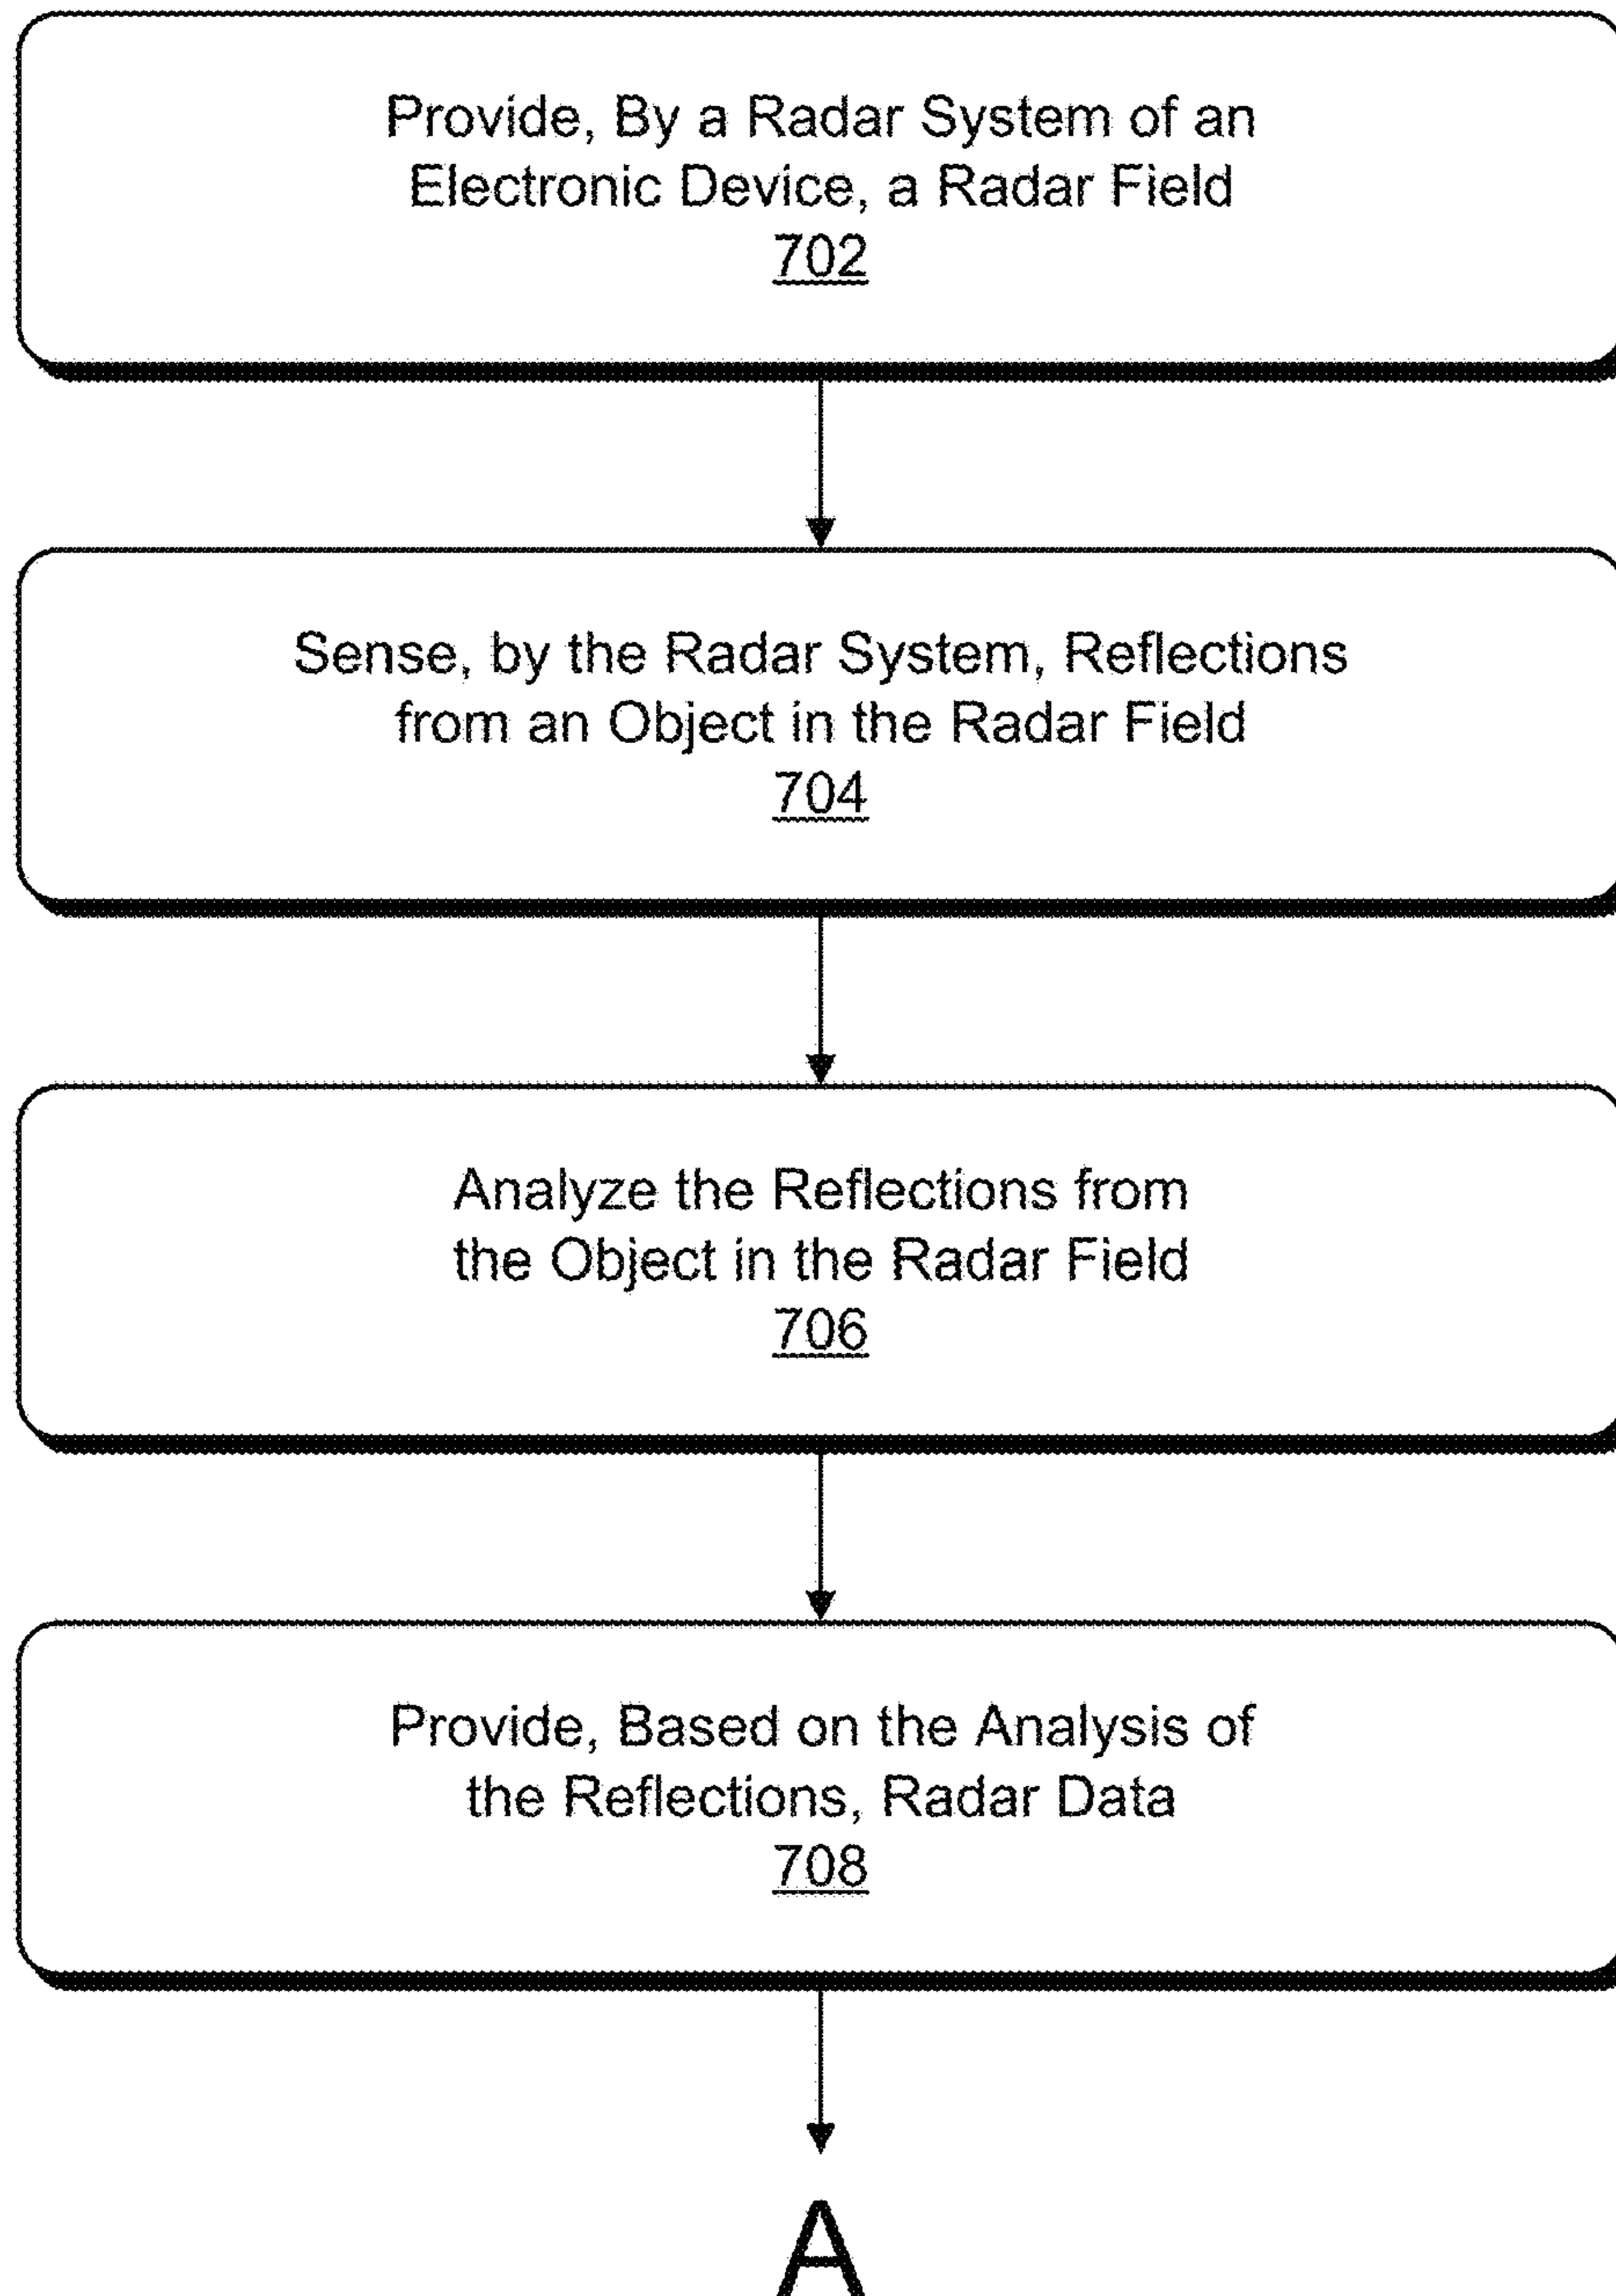 Provide, By a Radar System of an
Electronic Device, a Radar Field
702
Sense, by the Radar System, Reflections
from an Object in the Radar Field
704
Analyze the Reflections from
the Object in the Radar Field
706
Provide, Based on the Analysis of
the Reflections, Radar Data
708
A